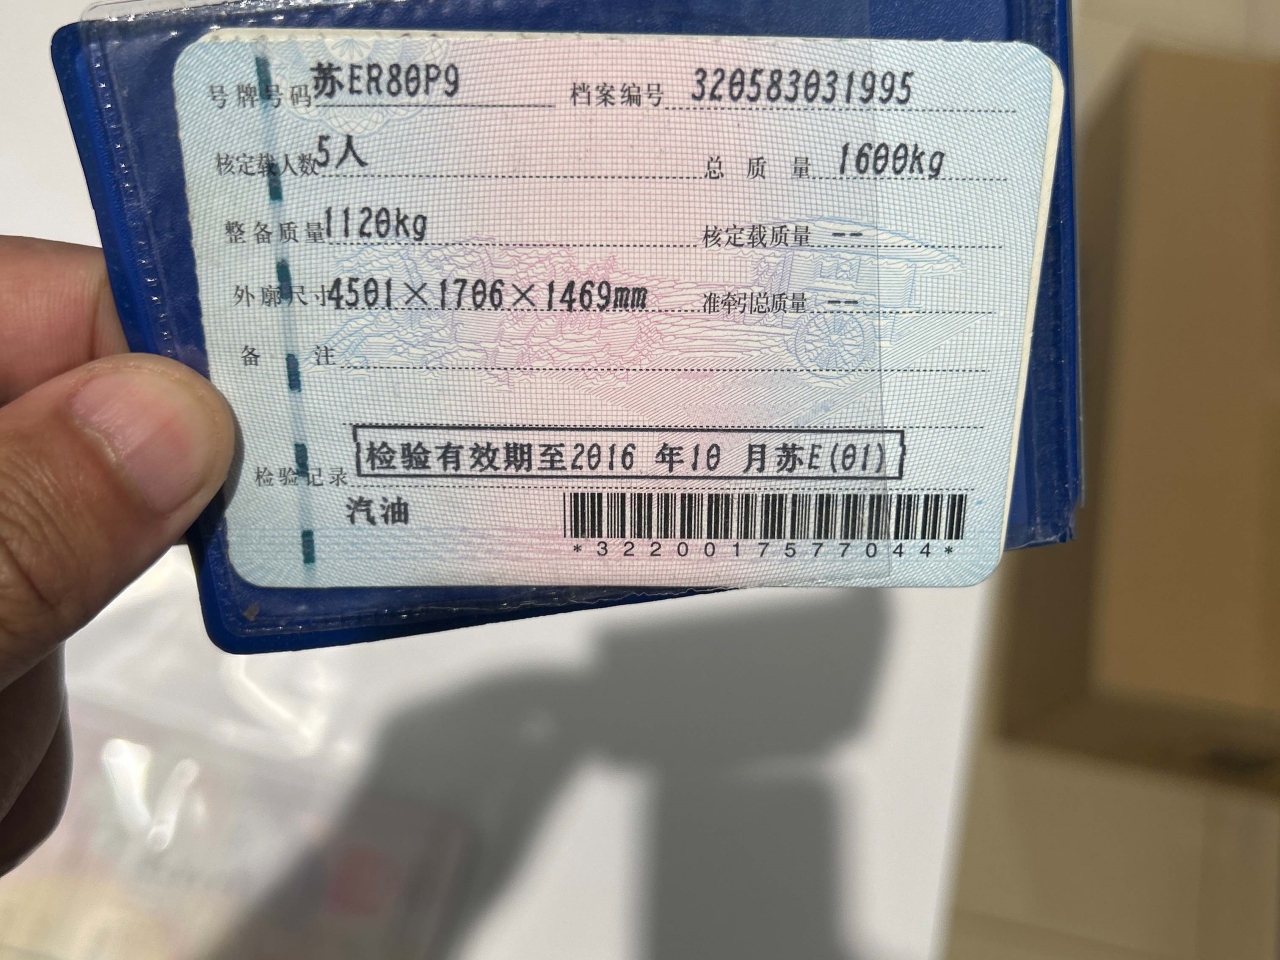 号牌号码 苏ER80P9 档案编号 320583031995
核定载人数 5人 总质量 1600kg
整备质量 1120kg 核定载质量 --
外廓尺寸 4501×1706×1469mm 准牵引总质量 --
备注
检验记录 检验有效期至2016 年10 月苏E(01)
汽油
*3220017577044*